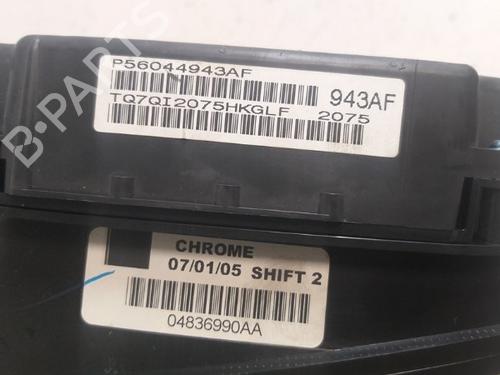 P56044943AF
943AF
TQ7QI2075HKGLF 2075
CHROME
07/01/05 SHIFT 2
04836990AA
B-Parts